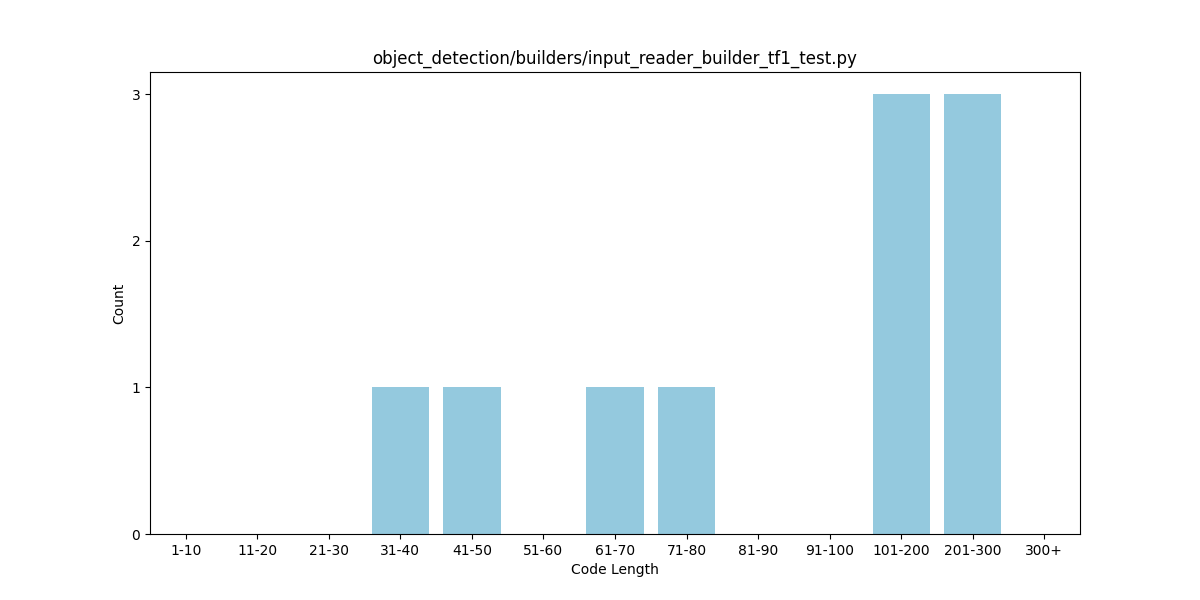 object_detection/builders/input_reader_builder_tf1_test.py
3
2
1
0
Count
1-10 11-20 21-30 31-40 41-50 51-60 61-70 71-80 81-90 91-100 101-200 201-300 300+
Code Length